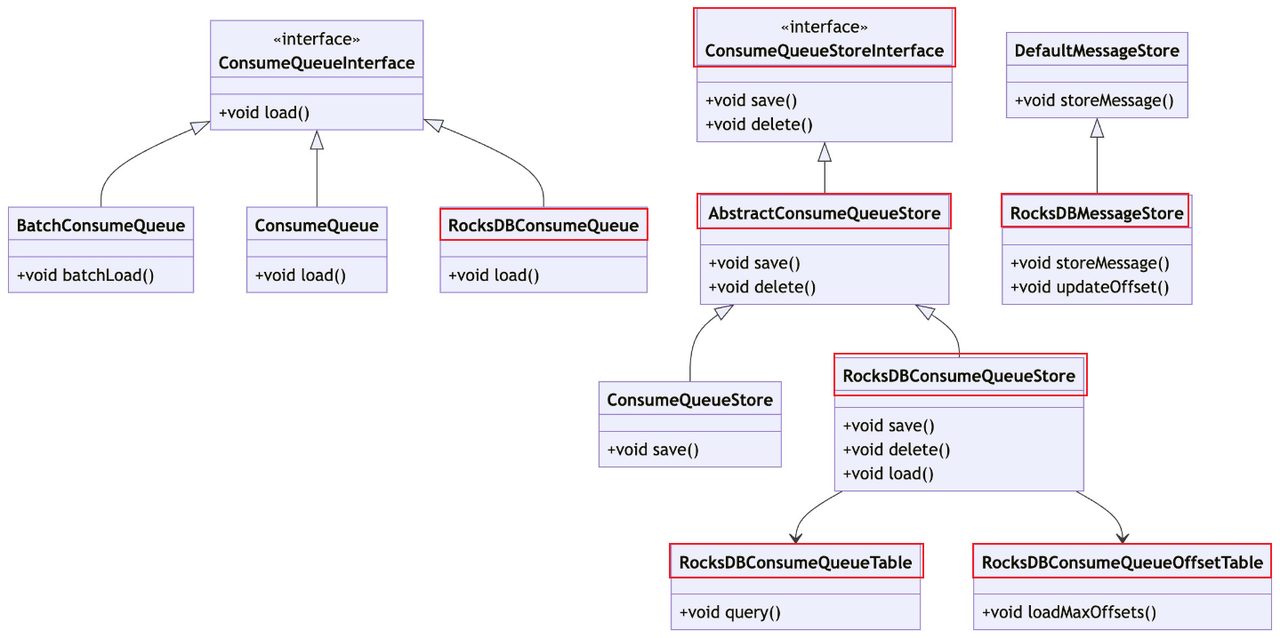 «interface»
ConsumeQueueInterface
+void load()
BatchConsumeQueue
+void batchLoad()
ConsumeQueue
+void load()
RocksDBConsumeQueue
+void load()
«interface»
ConsumeQueueStoreInterface
+void save()
+void delete()
AbstractConsumeQueueStore
+void save()
+void delete()
ConsumeQueueStore
+void save()
RocksDBConsumeQueueStore
+void save()
+void delete()
+void load()
RocksDBConsumeQueueTable
+void query()
RocksDBConsumeQueueOffsetTable
+void loadMaxOffsets()
DefaultMessageStore
+void storeMessage()
RocksDBMessageStore
+void storeMessage()
+void updateOffset()